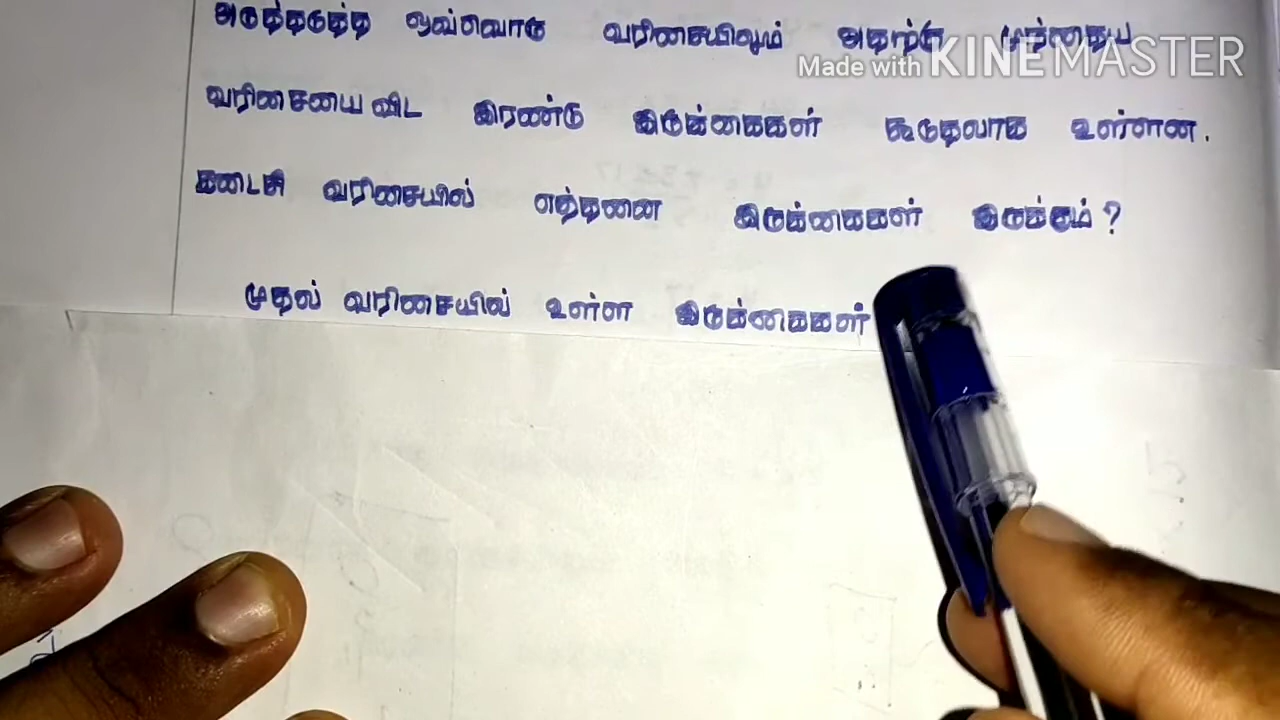 அடுத்தடுத்த ஒவ்வொரு வரிசையிலும் அதற்கு முந்தைய
Made with KINEMASTER
வரிசையை விட இரண்டு இருக்கைகள் கூடுதலாக உள்ளன.
கடைசி வரிசையில் எத்தனை இருக்கைகள் இருக்கும்?
முதல் வரிசையில் உள்ள இருக்கைகள்